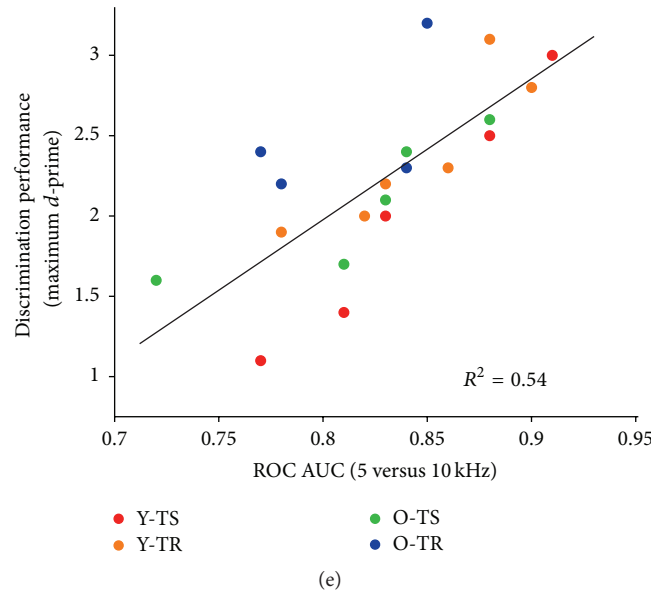 Discrimination performance
(maximum d-prime)
3
2.5
2
1.5
1
R² = 0.54
0.7 0.75 0.8 0.85 0.9 0.95
ROC AUC (5 versus 10 kHz)
Y-TS O-TS
Y-TR O-TR
(e)